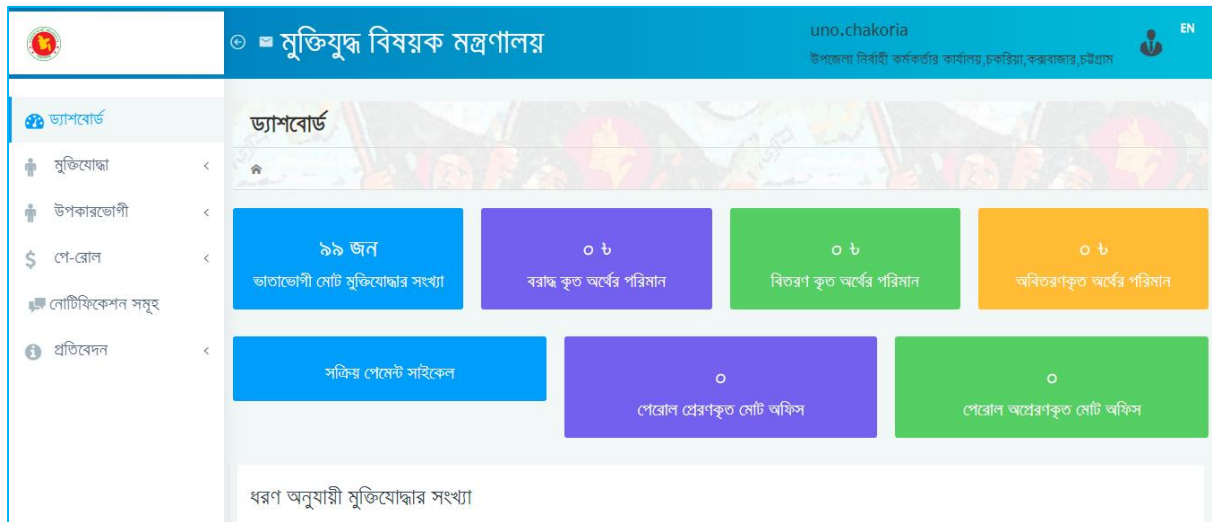 মুক্তিযুদ্ধ বিষয়ক মন্ত্রণালয়
uno.chakoria
উপজেলা নির্বাহী কর্মকর্তার কার্যালয়,চকরিয়া,কক্সবাজার,চট্টগ্রাম
EN
ড্যাশবোর্ড
মুক্তিযোদ্ধা
উপকারভোগী
পে-রোল
নোটিফিকেশন সমূহ
প্রতিবেদন
ড্যাশবোর্ড
৯৯ জন
ভাতাভোগী মোট মুক্তিযোদ্ধার সংখ্যা
০ ৳
বরাদ্ধ কৃত অর্থের পরিমান
০ ৳
বিতরণ কৃত অর্থের পরিমান
০ ৳
অবিতরণকৃত অর্থের পরিমান
সক্রিয় পেমেন্ট সাইকেল
০
পেরোল প্রেরণকৃত মোট অফিস
০
পেরোল অপ্রেরণকৃত মোট অফিস
ধরণ অনুযায়ী মুক্তিযোদ্ধার সংখ্যা